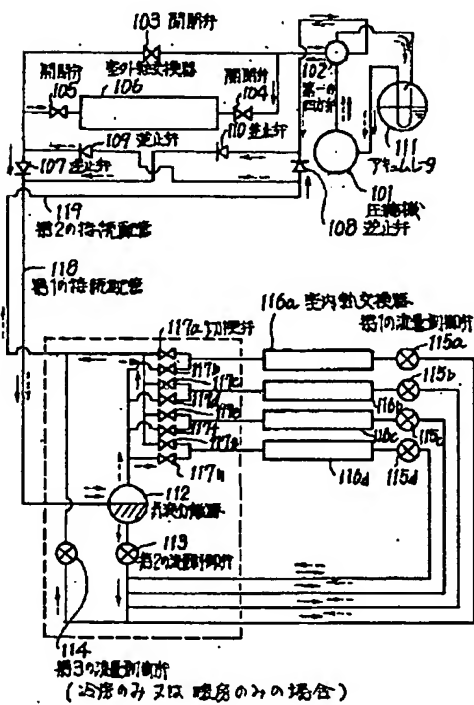 103 開閉弁
開閉弁
105
室外熱交換器
106
開閉弁
104
102
第一の
四方弁
111
アキュムレータ
107 逆止弁
109 逆止弁
110 逆止弁
101
圧縮機
108 逆止弁
119
第2の接続配管
118
第1の接続配管
117a 切換弁
117b
117c
117d
117e
117f
117g
117h
116a 室内熱交換器
第1の流量制御弁
115a
115b
116b
115c
116c
115d
116d
112
気液分離器
113
第2の流量制御弁
114
第3の流量制御弁
(冷房のみ又は暖房のみの場合)